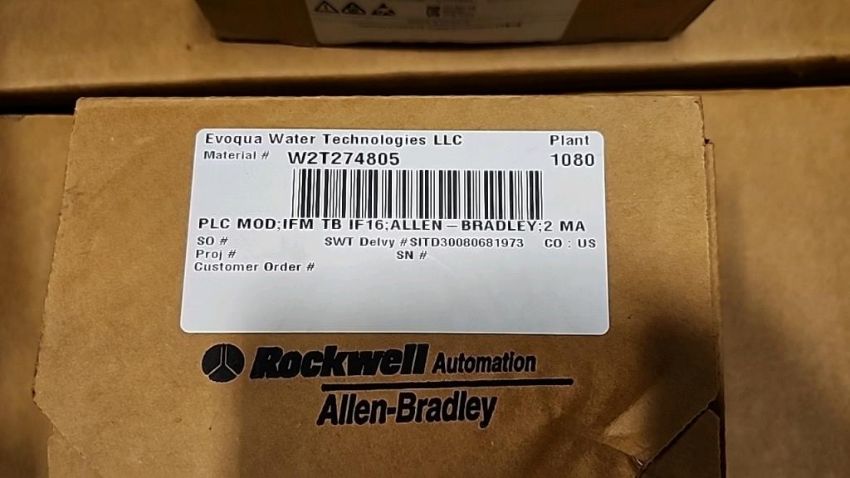 Evoqua Water Technologies LLC Plant
Material # W2T274805 1080
PLC MOD;IFM TB IF16;ALLEN-BRADLEY;2 MA
SO # SWT Delvy #SITD30080681973 CO : US
Proj # SN #
Customer Order #
Rockwell Automation
Allen-Bradley